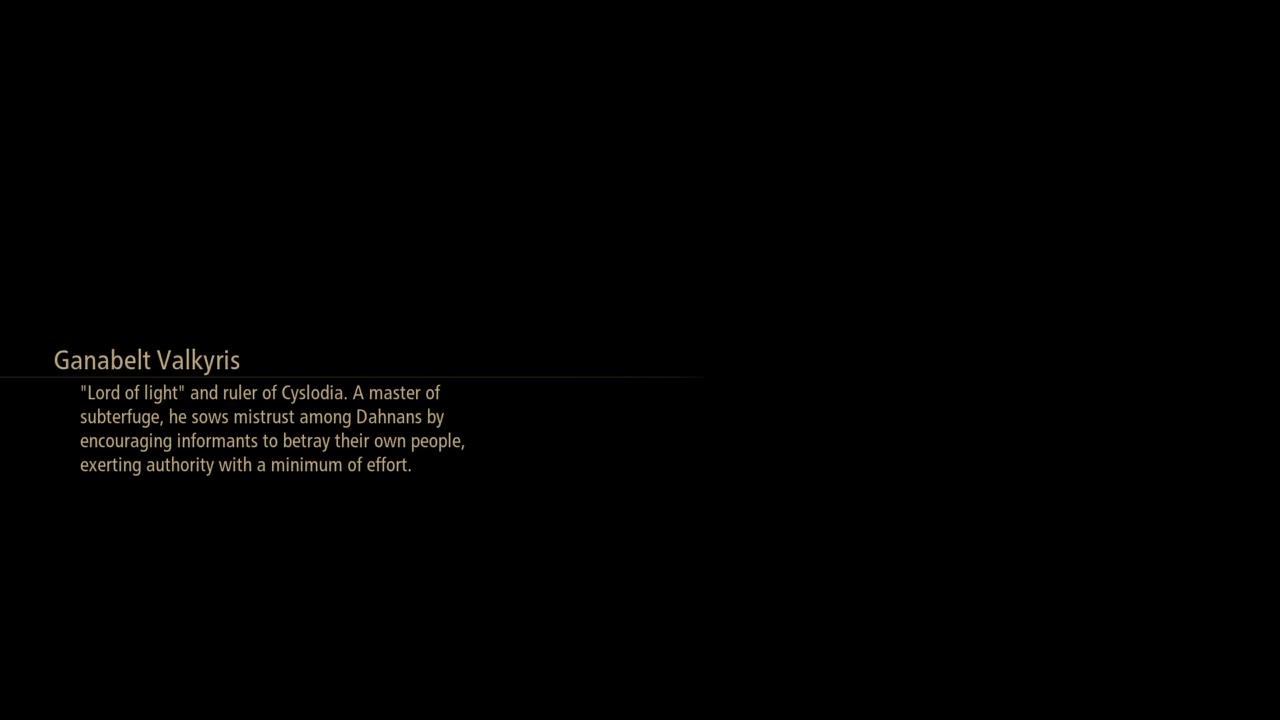 Ganabelt Valkyris
"Lord of light" and ruler of Cyslodia. A master of
subterfuge, he sows mistrust among Dahnans by
encouraging informants to betray their own people,
exerting authority with a minimum of effort.